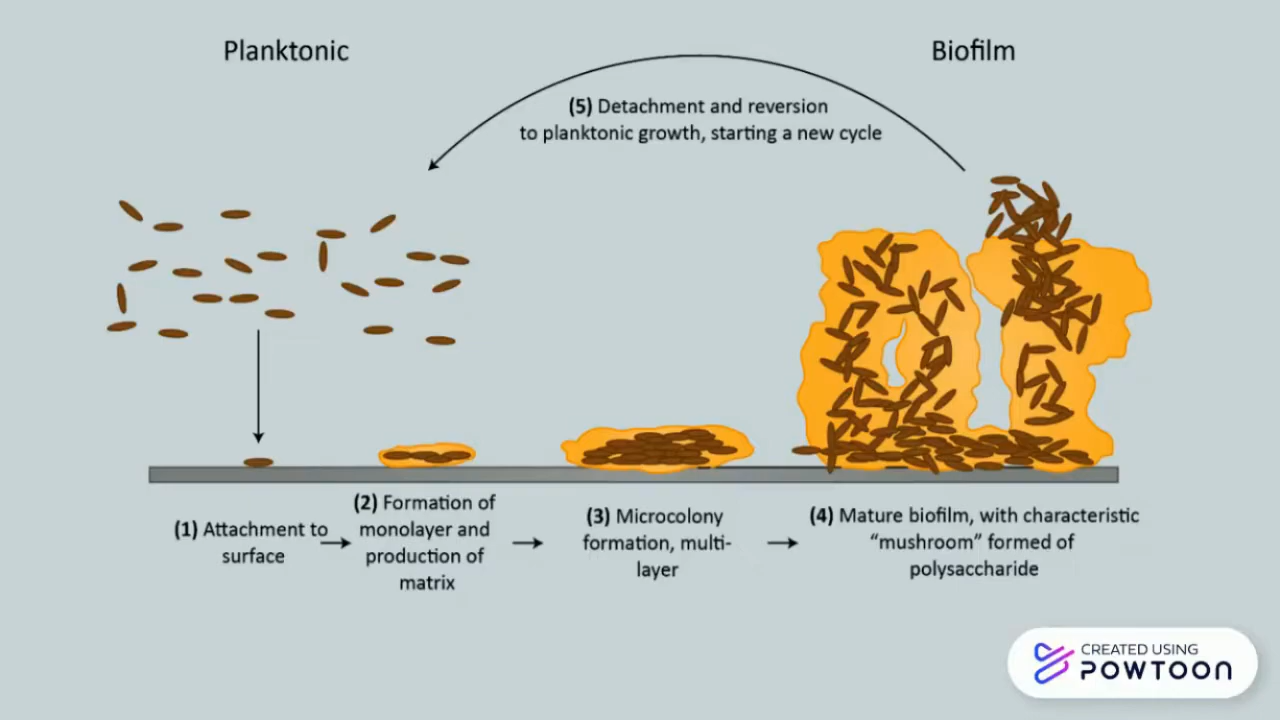 Planktonic
Biofilm
(5) Detachment and reversion
to planktonic growth, starting a new cycle
(1) Attachment to
surface
(2) Formation of
monolayer and
production of
matrix
(3) Microcolony
formation, multi-
layer
(4) Mature biofilm, with characteristic
“mushroom” formed of
polysaccharide
CREATED USING
POWTOON